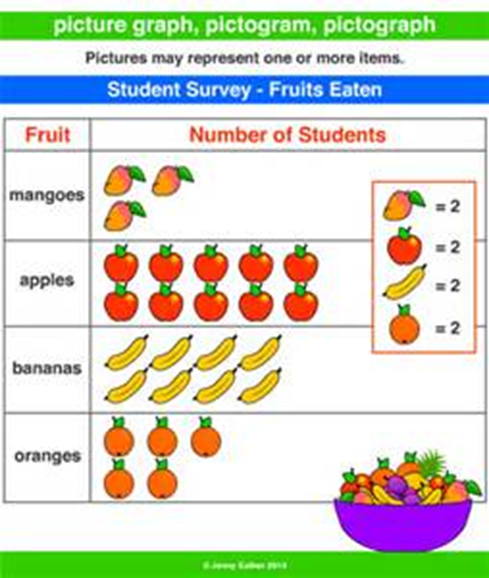 picture graph, pictogram, pictograph
Pictures may represent one or more items.
Student Survey - Fruits Eaten
Fruit
Number of Students
mangoes
apples
bananas
oranges
= 2
= 2
= 2
= 2
© Jenny Eather 2014